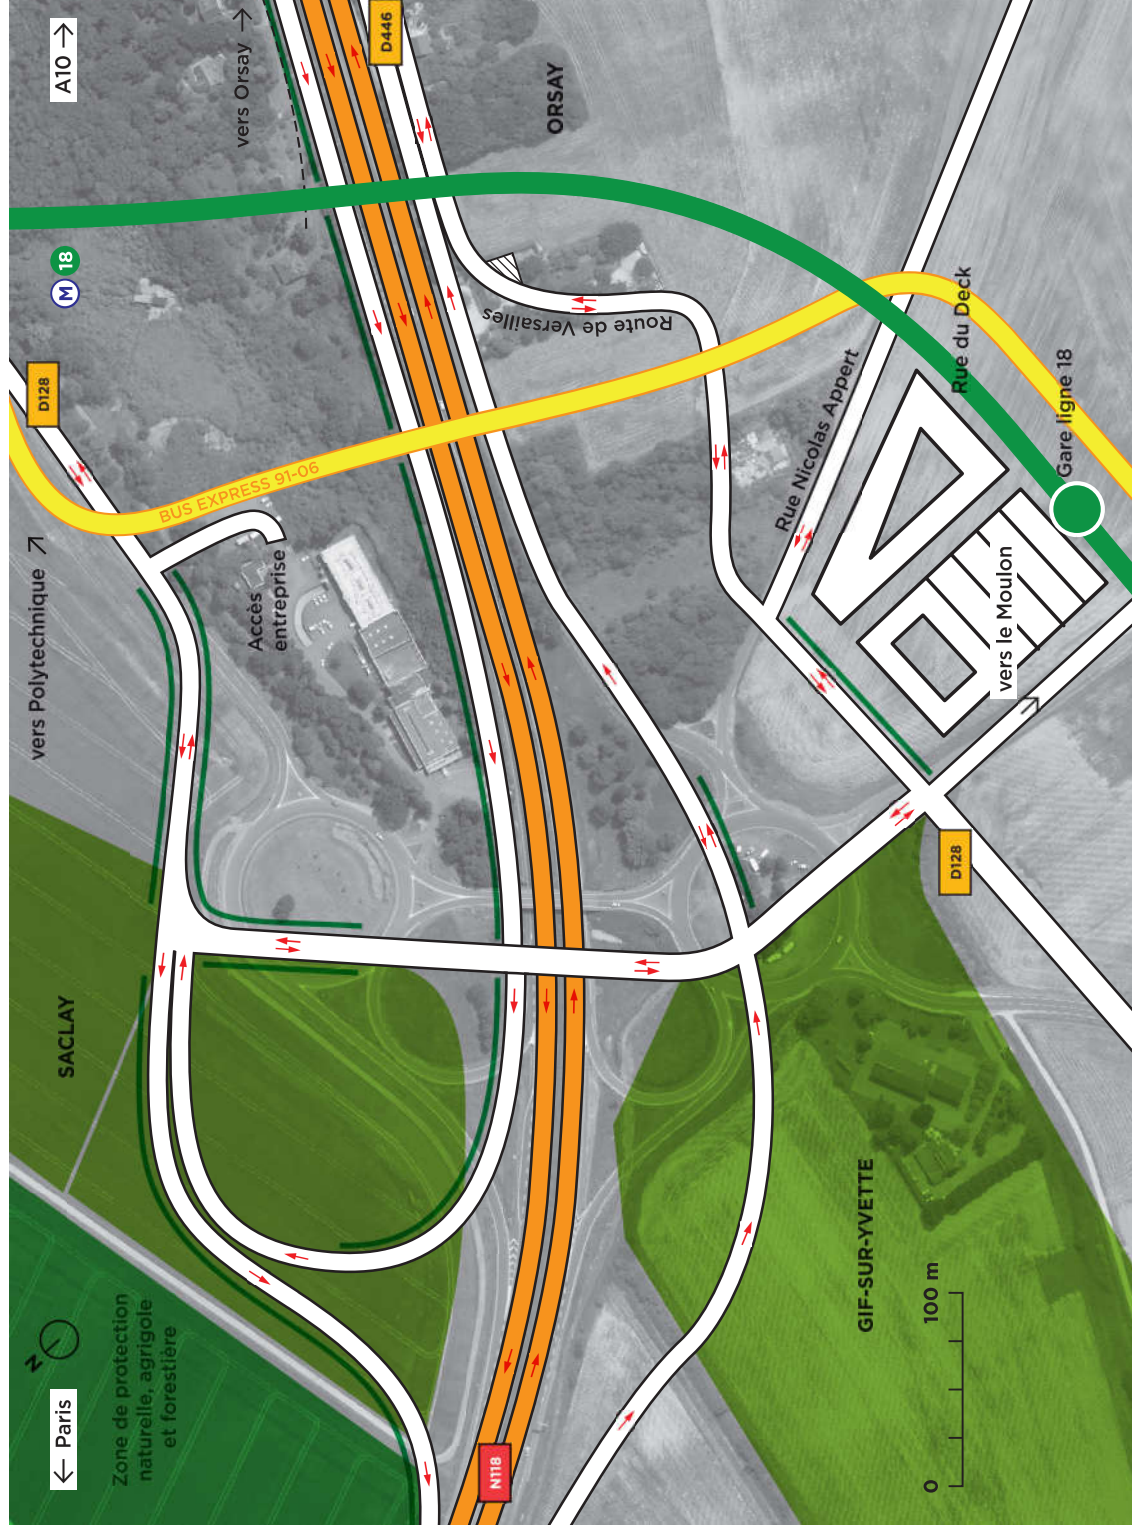 ← Paris
N
Zone de protection
naturelle, agrigole
et forestière
SACLAY
vers Polytechnique
D128
M 18
vers Orsay →
A10 →
BUS EXPRESS 91-06
Accès
entreprise
D446
ORSAY
Route de Versailles
N118
Rue Nicolas Appert
Rue du Deck
Gare ligne 18
vers le Moulon
D128
GIF-SUR-YVETTE
0 100 m